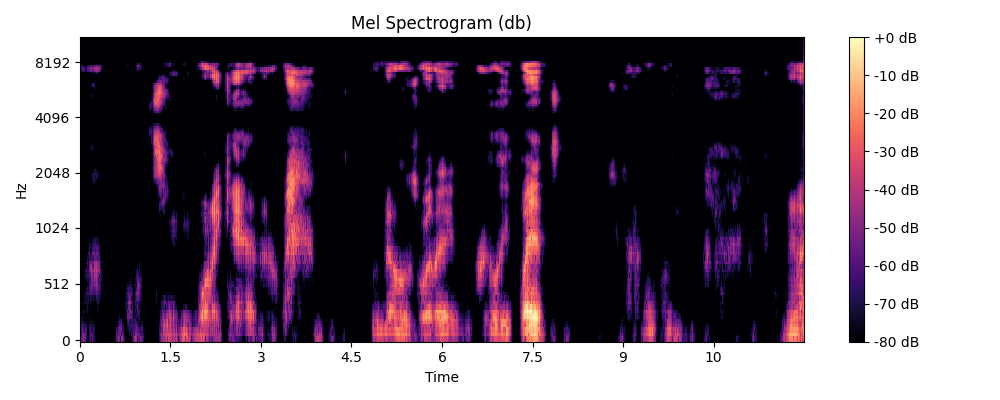 Mel Spectrogram (db)
+0 dB
8192
-10 dB
4096
-20 dB
-30 dB
Hz
2048
-40 dB
1024
-50 dB
-60 dB
512
-70 dB
0
-80 dB
0 1.5 3 4.5 6 7.5 9 10
Time